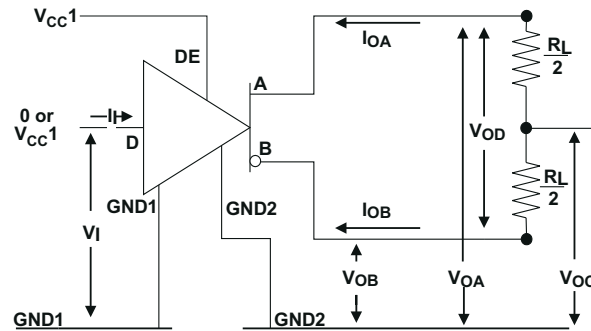 VCC1
DE
IOA
RL
2
A
0 or
VCC1
II
D
B
VOD
GND1
GND2
RL
2
IOB
VI
VOB
VOA
VOC
GND1
GND2